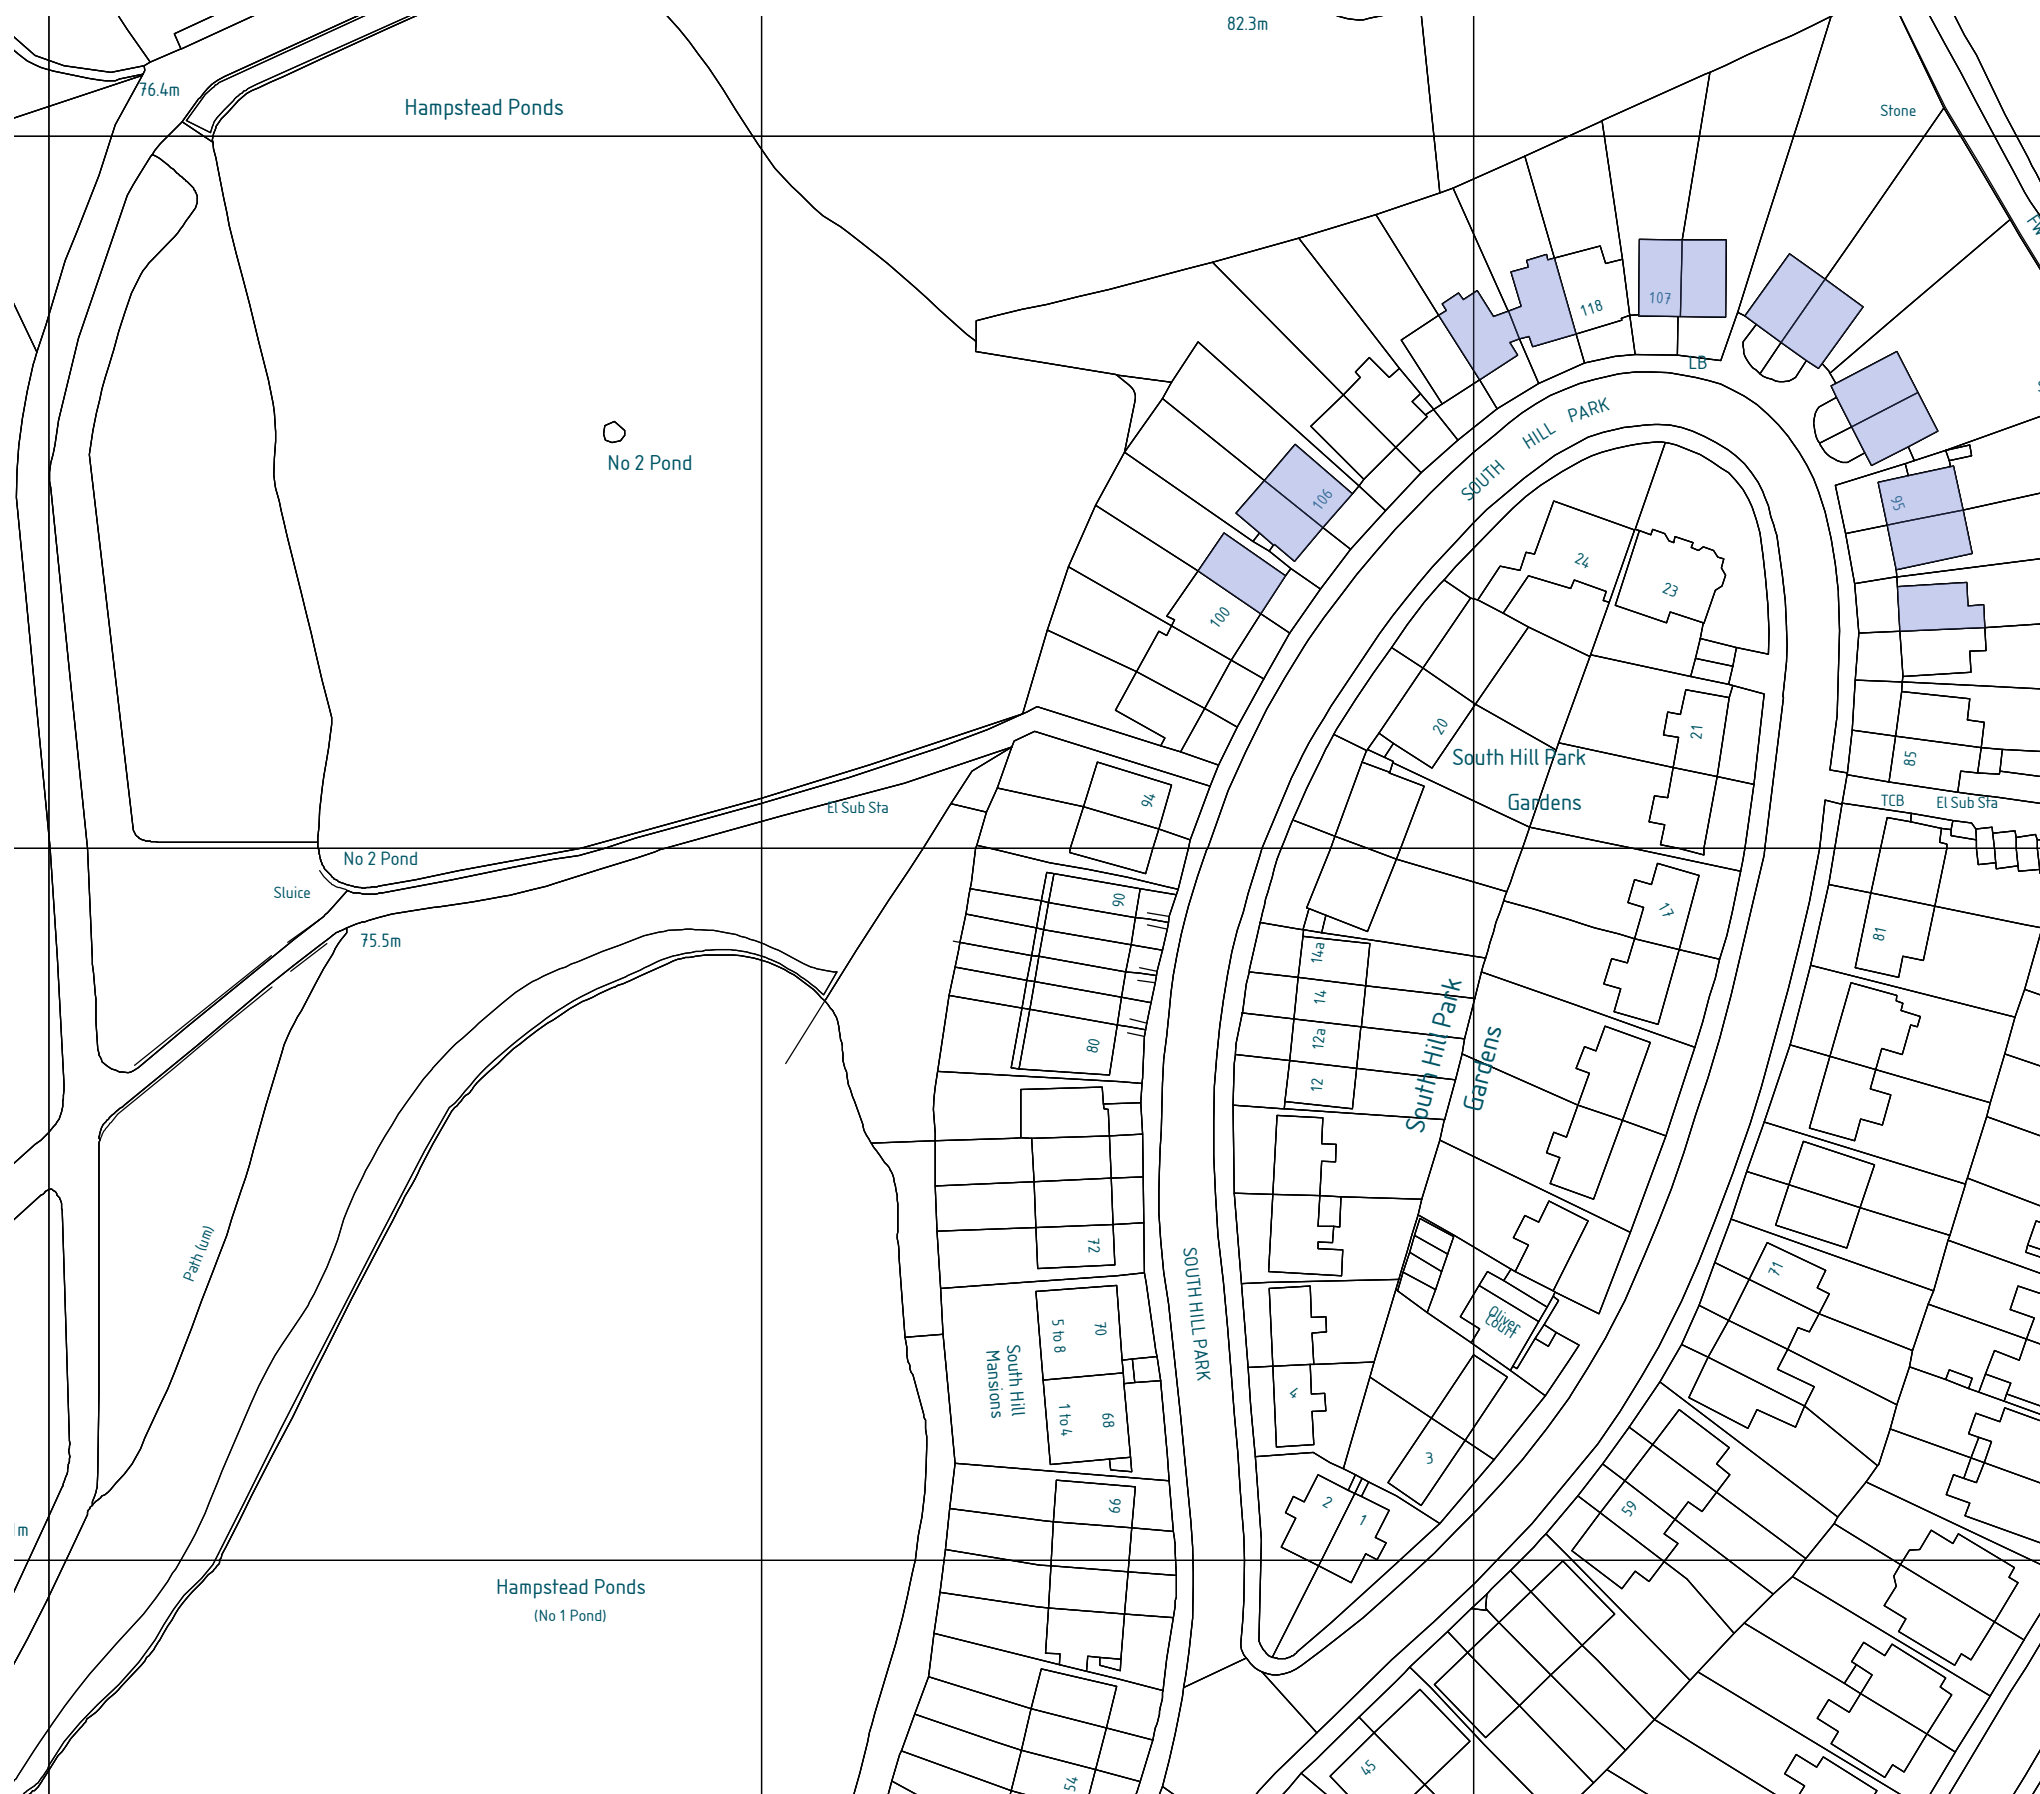 82.3m
76.4m
Hampstead Ponds
Stone
118
107
LB
SOUTH HILL PARK
No 2 Pond
106
95
24
23
100
20
21
South Hill Park
Gardens
85
94
El Sub Sta
TCB
El Sub Sta
No 2 Pond
Sluice
90
17
81
75.5m
14a
14
12a
12
80
South Hill Park
Gardens
Path (um)
72
71
SOUTH HILL PARK
70
5 to 8
Oliver
Court
South Hill
Mansions
1 to 4
68
4
3
66
2
1
59
m
Hampstead Ponds
(No 1 Pond)
54
45